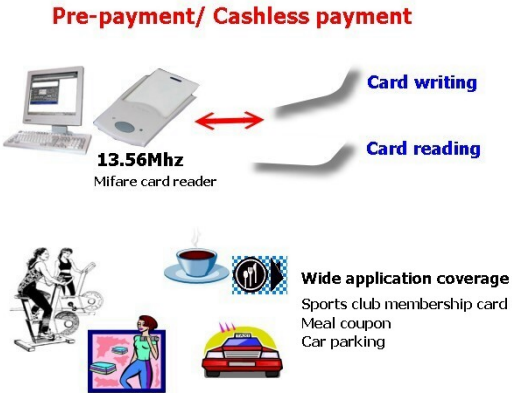 Pre-payment/ Cashless payment
Card writing
Card reading
13.56Mhz
Mifare card reader
Wide application coverage
Sports club membership card
Meal coupon
Car parking